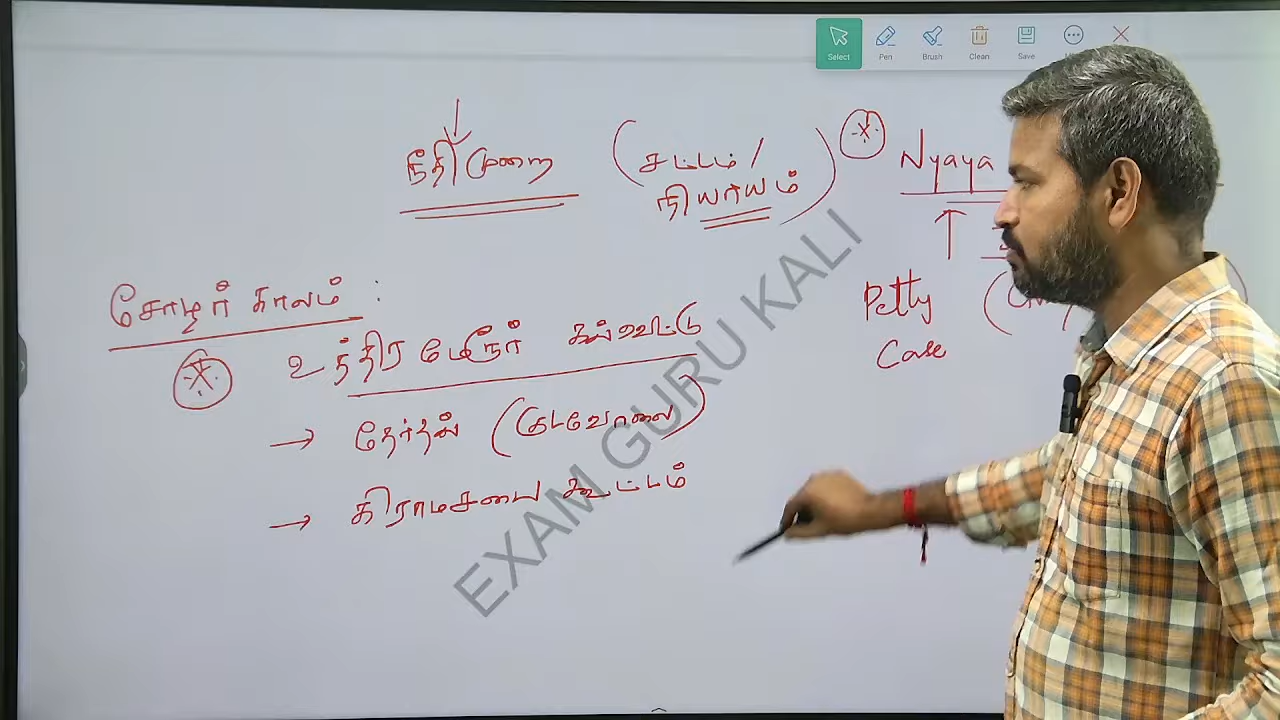 Select Pen Brush Clean Save
நீதிமுறை (சட்டம் /
நியாயம்)
Nyaya
சோழர் காலம் :
உத்திரமேரூர் கல்வெட்டு
→ தேர்தல் (குடவோலை)
→ கிராமசபை கூட்டம்
Petty
Case
EXAM GURU KALI